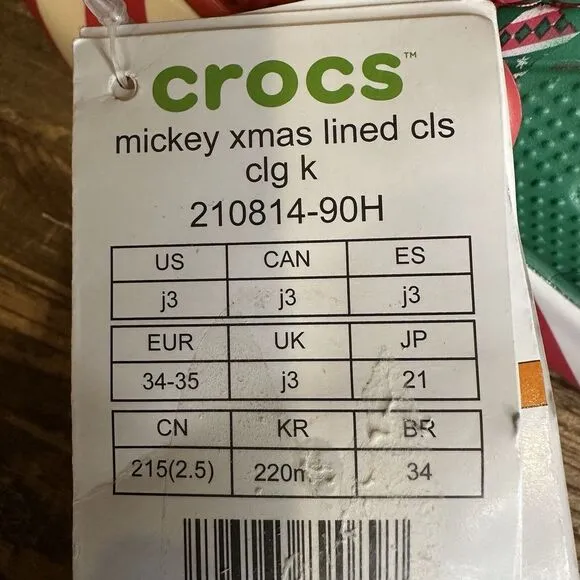 crocs™
mickey xmas lined cls
clg k
210814-90H
US CAN ES
j3 j3 j3
EUR UK JP
34-35 j3 21
CN KR BR
215(2.5) 34